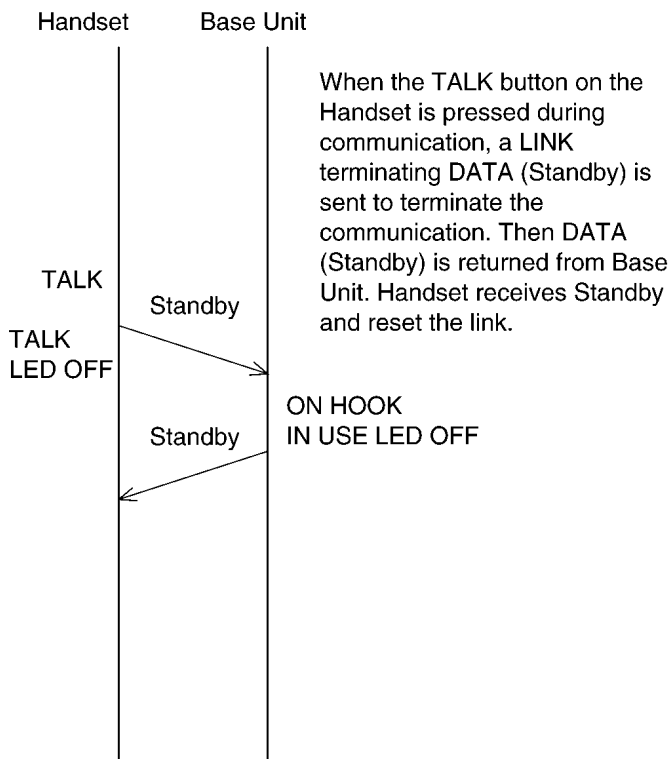 Handset
Base Unit
When the TALK button on the
Handset is pressed during
communication, a LINK
terminating DATA (Standby) is
sent to terminate the
communication. Then DATA
(Standby) is returned from Base
Unit. Handset receives Standby
and reset the link.
TALK
Standby
TALK
LED OFF
ON HOOK
IN USE LED OFF
Standby